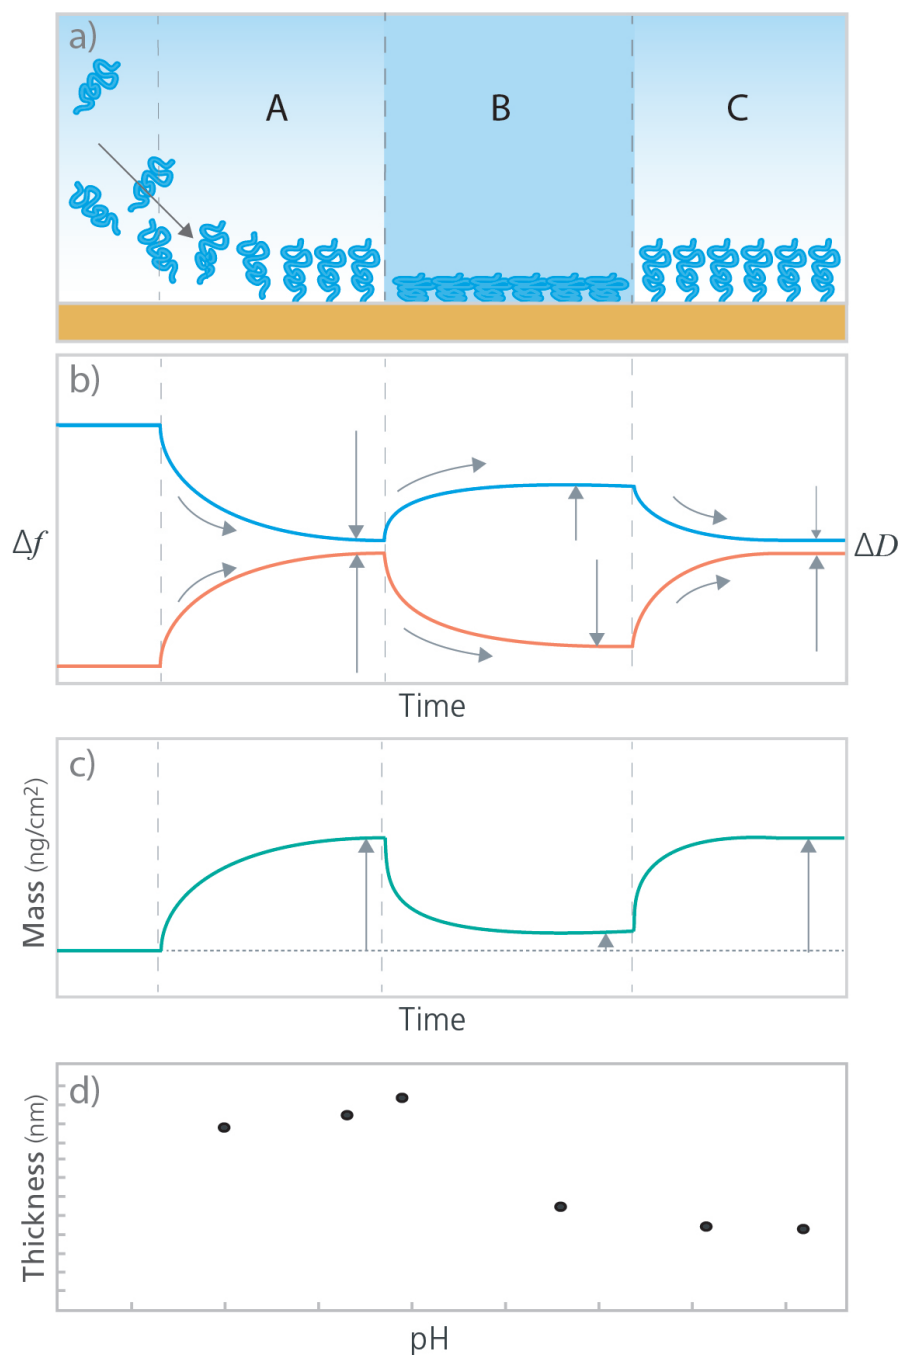 a)
A
B
C
b)
Δf
ΔD
Time
c)
Mass (ng/cm²)
Time
d)
Thickness (nm)
pH